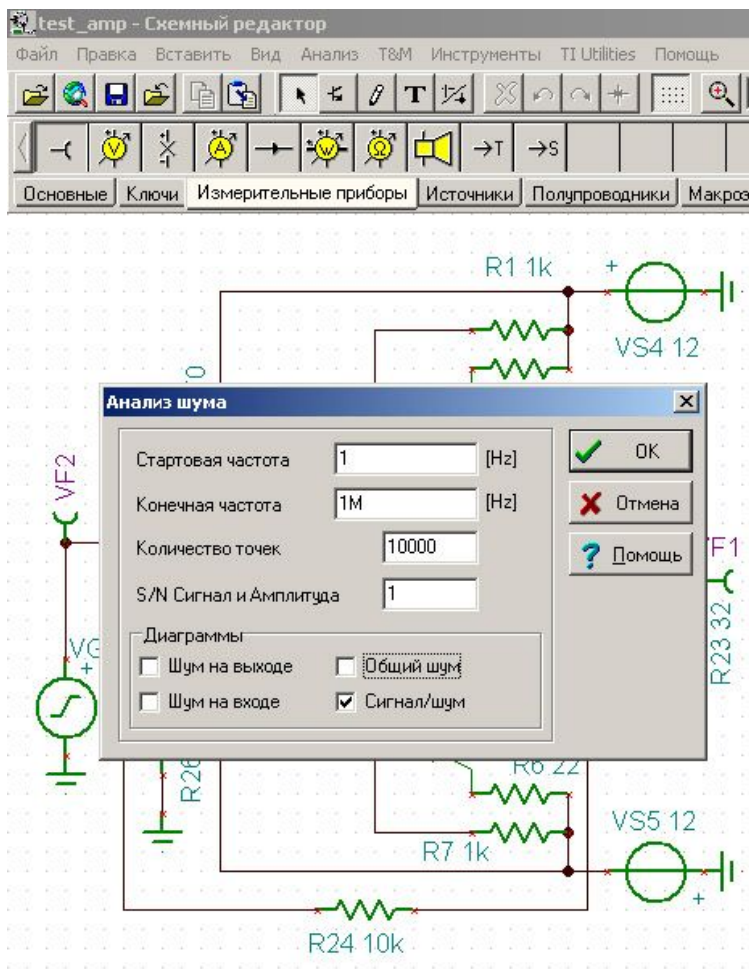 test_amp - Схемный редактор
Файл Правка Вставить Вид Анализ T&M Инструменты TI Utilities Помощь
T
V A W Ω →T →S
Основные Ключи Измерительные приборы Источники Полупроводники
R1 1k
+
VS4 12
VF2
Анализ шума
Стартовая частота 1 [Hz]
Конечная частота 1M [Hz]
Количество точек 10000
S/N Сигнал и Амплитуда 1
Диаграммы
Шум на выходе Общий шум
Шум на входе Сигнал/шум
OK
Отмена
? Помощь
F1
R23 32
VG
+
R26
R6 22
R7 1k
VS5 12
+
R24 10k